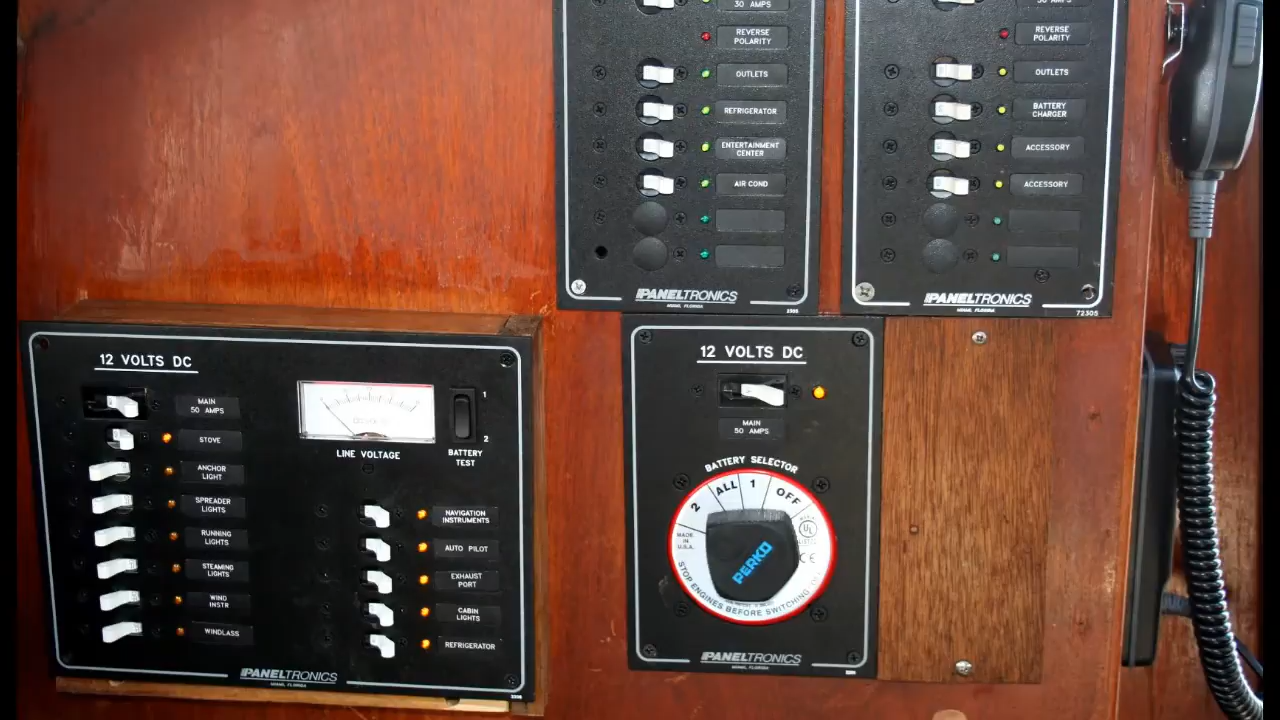 30 AMPS
REVERSE
POLARITY
OUTLETS
REFRIGERATOR
ENTERTAINMENT
CENTER
AIR COND
PANELTRONICS
MIAMI, FLORIDA
REVERSE
POLARITY
OUTLETS
BATTERY
CHARGER
ACCESSORY
ACCESSORY
PANELTRONICS
MIAMI, FLORIDA
72305
12 VOLTS DC
MAIN
50 AMPS
STOVE
ANCHOR
LIGHT
SPREADER
LIGHTS
RUNNING
LIGHTS
STEAMING
LIGHTS
WIND
INSTR
WINDLASS
LINE VOLTAGE
1
2
BATTERY
TEST
NAVIGATION
INSTRUMENTS
AUTO PILOT
EXHAUST
PORT
CABIN
LIGHTS
REFRIGERATOR
PANELTRONICS
MIAMI, FLORIDA
12 VOLTS DC
MAIN
50 AMPS
BATTERY SELECTOR
2 ALL 1 OFF
MADE
IN
U.S.A.
UL
LISTED
CE
PERKO
STOP ENGINES BEFORE SWITCHING OFF
PANELTRONICS
MIAMI, FLORIDA